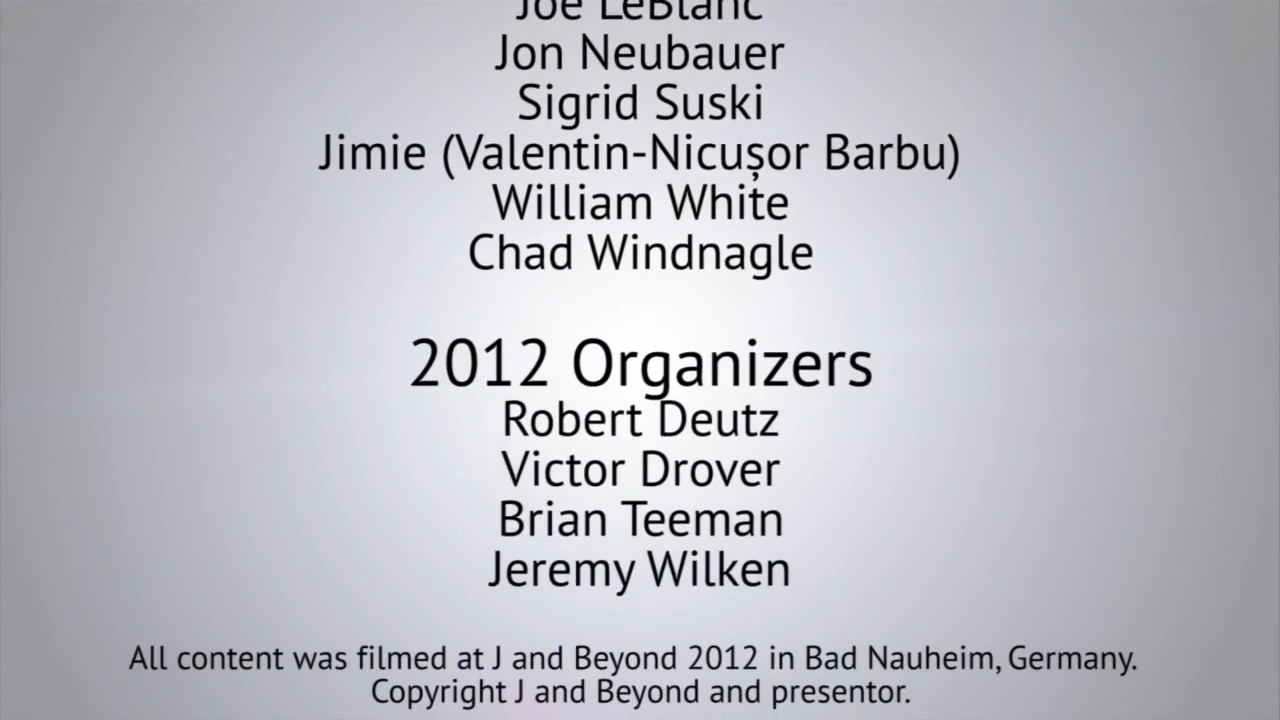 Joe LeBlanc
Jon Neubauer
Sigrid Suski
Jimie (Valentin-Nicușor Barbu)
William White
Chad Windnagle
2012 Organizers
Robert Deutz
Victor Drover
Brian Teeman
Jeremy Wilken
All content was filmed at J and Beyond 2012 in Bad Nauheim, Germany.
Copyright J and Beyond and presentor.